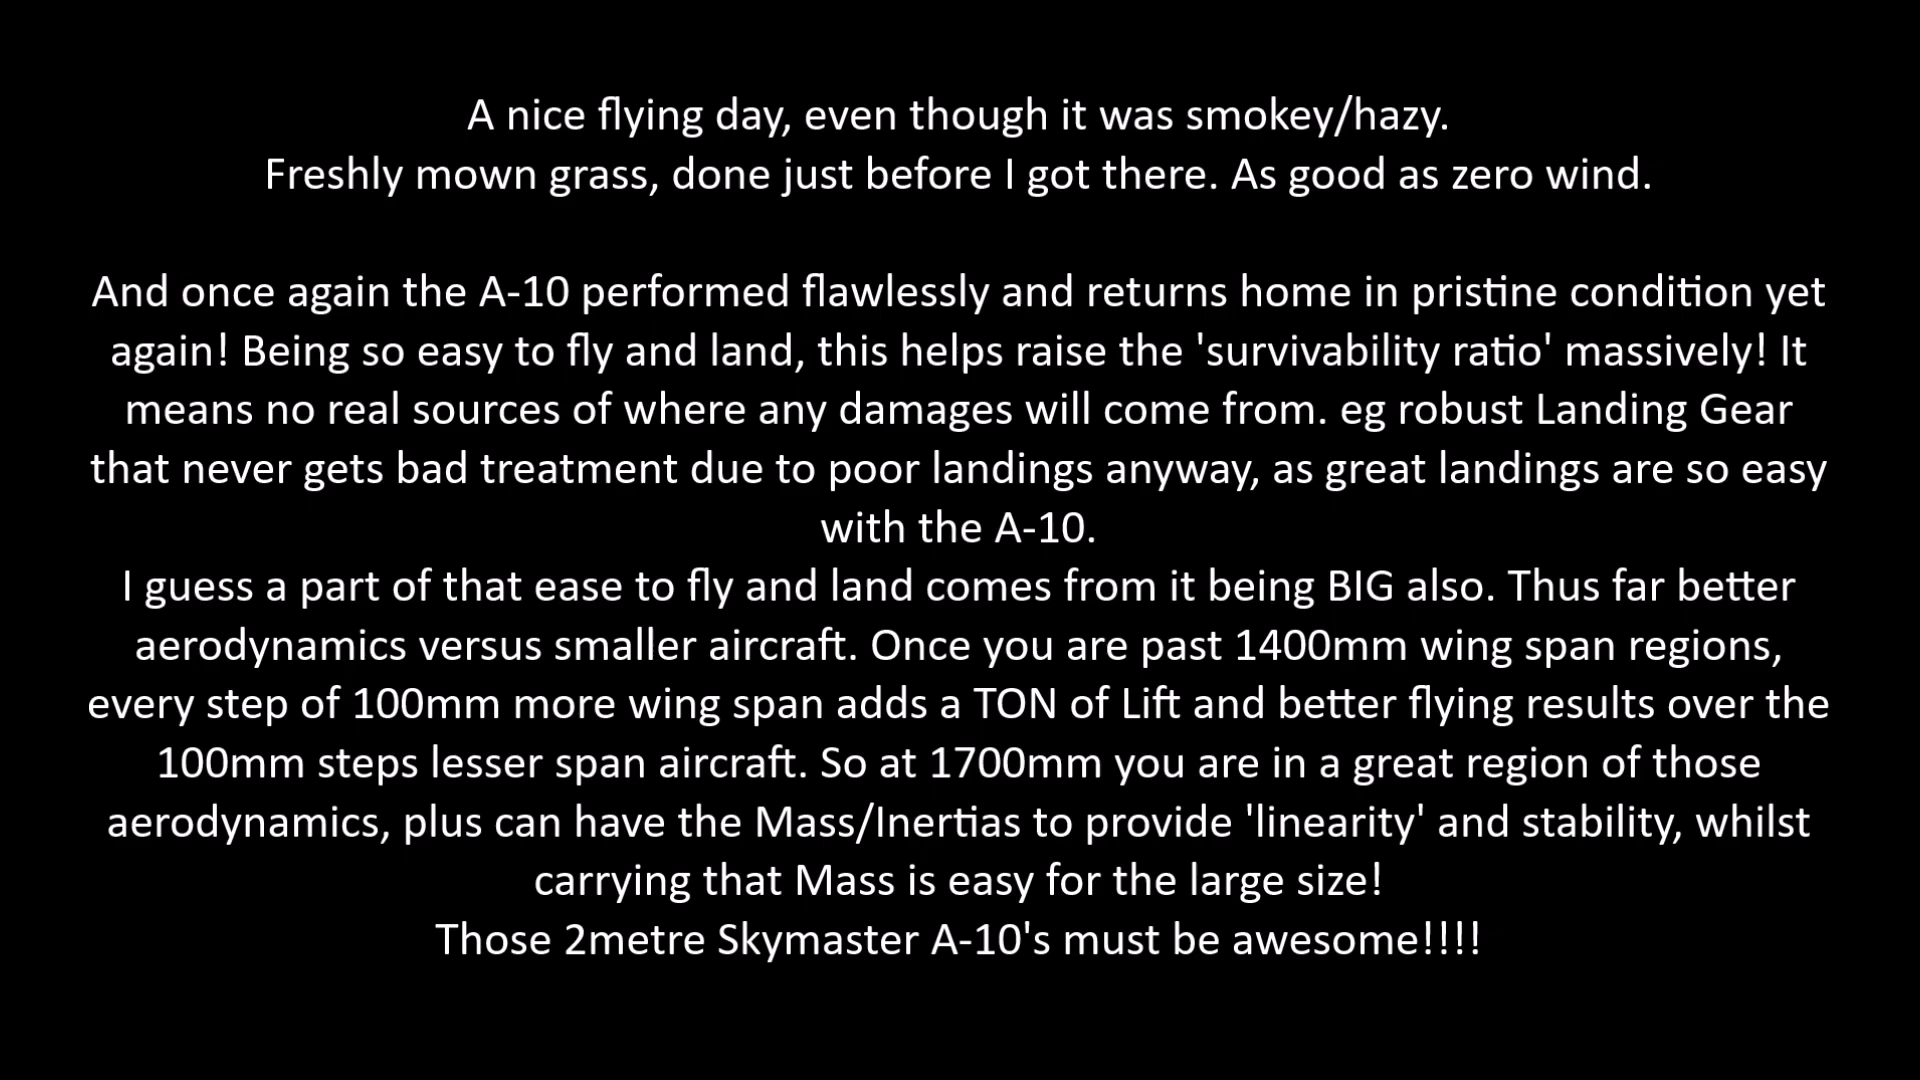 A nice flying day, even though it was smokey/hazy.
Freshly mown grass, done just before I got there. As good as zero wind.
And once again the A-10 performed flawlessly and returns home in pristine condition yet
again! Being so easy to fly and land, this helps raise the 'survivability ratio' massively! It
means no real sources of where any damages will come from. eg robust Landing Gear
that never gets bad treatment due to poor landings anyway, as great landings are so easy
with the A-10.
I guess a part of that ease to fly and land comes from it being BIG also. Thus far better
aerodynamics versus smaller aircraft. Once you are past 1400mm wing span regions,
every step of 100mm more wing span adds a TON of Lift and better flying results over the
100mm steps lesser span aircraft. So at 1700mm you are in a great region of those
aerodynamics, plus can have the Mass/Inertias to provide 'linearity' and stability, whilst
carrying that Mass is easy for the large size!
Those 2metre Skymaster A-10's must be awesome!!!!